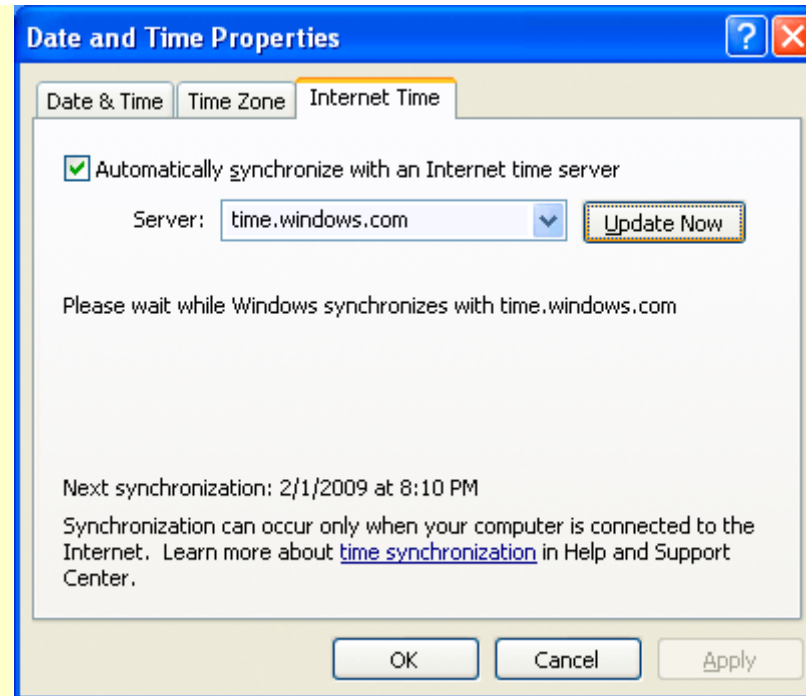 Date and Time Properties
Date & Time Time Zone Internet Time
Automatically synchronize with an Internet time server
Server: time.windows.com Update Now
Please wait while Windows synchronizes with time.windows.com
Next synchronization: 2/1/2009 at 8:10 PM
Synchronization can occur only when your computer is connected to the
Internet. Learn more about time synchronization in Help and Support
Center.
OK Cancel Apply